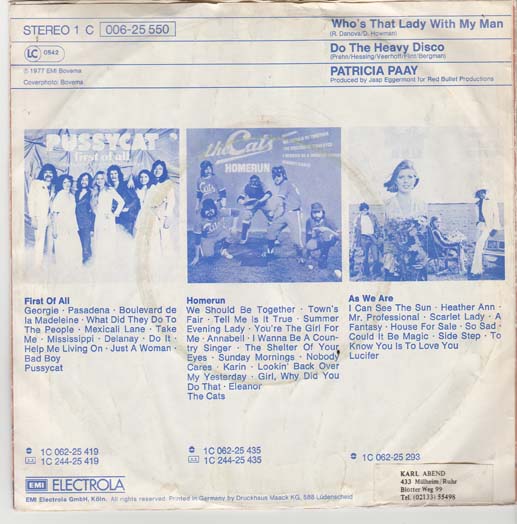 STEREO 1 C 006-25 550
LC 0542
℗ 1977 EMI Bovema
Coverphoto: Bovema
Who's That Lady With My Man
(R. Danova/D. Howman)
Do The Heavy Disco
(Prahn/Hessing/Veerhoff/Flint/Bergman)
PATRICIA PAAY
Produced by Jaap Eggermont for Red Bullet Productions
PUSSYCAT
first of all
the Cats
HOMERUN
First Of All
Georgie · Pasadena · Boulevard de
la Madeleine · What Did They Do To
The People · Mexicali Lane · Take
Me · Mississippi · Delanay · Do It ·
Help Me Living On · Just A Woman ·
Bad Boy
Pussycat
Homerun
We Should Be Together · Town's
Fair · Tell Me Is It True · Summer
Evening Lady · You're The Girl For
Me · Annabell · I Wanna Be A Coun-
try Singer · The Shelter Of Your
Eyes · Sunday Mornings · Nobody
Cares · Karin · Lookin' Back Over
My Yesterday · Girl, Why Did You
Do That · Eleanor
The Cats
As We Are
I Can See The Sun · Heather Ann ·
Mr. Professional · Scarlet Lady · A
Fantasy · House For Sale · So Sad ·
Could It Be Magic · Side Step · To
Know You Is To Love You
Lucifer
1C 062-25 419
1C 244-25 419
1C 062-25 435
1C 244-25 435
1C 062-25 293
EMI ELECTROLA
EMI Electrola GmbH, Köln. All rights reserved. Printed in Germany by Druckhaus Maack KG, 588 Lüdenscheid
KARL ABEND
433 Mülheim/Ruhr
Blötter Weg 99
Tel. (02133) 55498